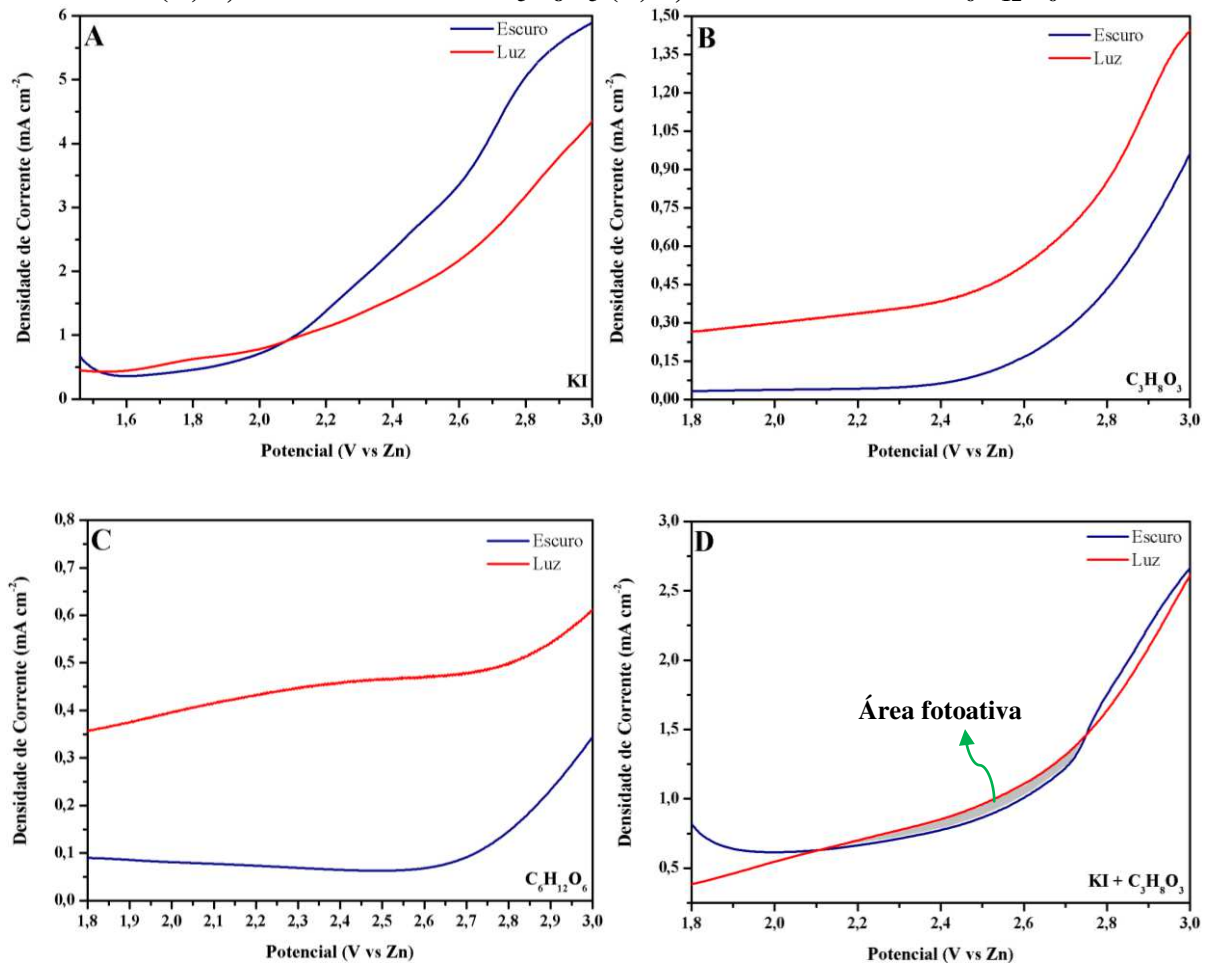 A
Escuro
Luz
Densidade de Corrente (mA cm⁻²)
6
5
4
3
2
1
0
1,6 1,8 2,0 2,2 2,4 2,6 2,8 3,0
KI
Potencial (V vs Zn)
B
Escuro
Luz
Densidade de Corrente (mA cm⁻²)
1,50
1,35
1,20
1,05
0,90
0,75
0,60
0,45
0,30
0,15
0,00
1,8 2,0 2,2 2,4 2,6 2,8 3,0
C₃H₈O₃
Potencial (V vs Zn)
C
Escuro
Luz
Densidade de Corrente (mA cm⁻²)
0,8
0,7
0,6
0,5
0,4
0,3
0,2
0,1
0,0
1,8 1,9 2,0 2,1 2,2 2,3 2,4 2,5 2,6 2,7 2,8 2,9 3,0
C₆H₁₂O₆
Potencial (V vs Zn)
D
Escuro
Luz
Área fotoativa
Densidade de Corrente (mA cm⁻²)
3,0
2,5
2,0
1,5
1,0
0,5
1,8 2,0 2,2 2,4 2,6 2,8 3,0
KI + C₃H₈O₃
Potencial (V vs Zn)